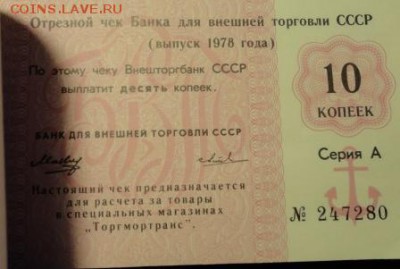 COINS.LAVE.RU
Отрезной чек Банка для внешней торговли СССР
(выпуск 1978 года)
По этому чеку Внешторгбанк СССР
выплатит десять копеек.
БАНК ДЛЯ ВНЕШНЕЙ ТОРГОВЛИ СССР
Настоящий чек предназначается
для расчета за товары
в специальных магазинах
"Торгмортранс".
10
КОПЕЕК
Серия А
№ 247280